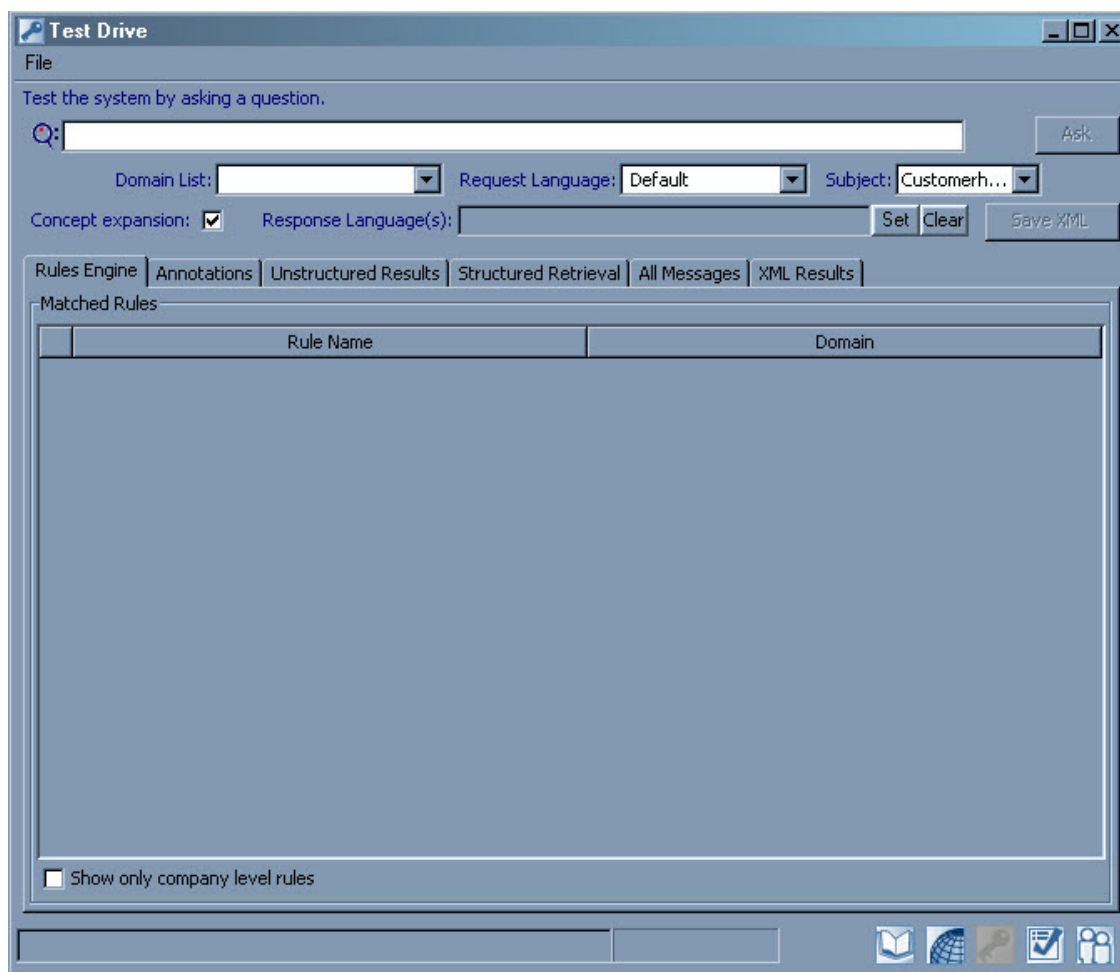 Test Drive
File
Test the system by asking a question.
Q: Ask
Domain List: Request Language: Default Subject: Customerh...
Concept expansion: Response Language(s): Set Clear Save XML
Rules Engine Annotations Unstructured Results Structured Retrieval All Messages XML Results
Matched Rules
Rule Name Domain
Show only company level rules